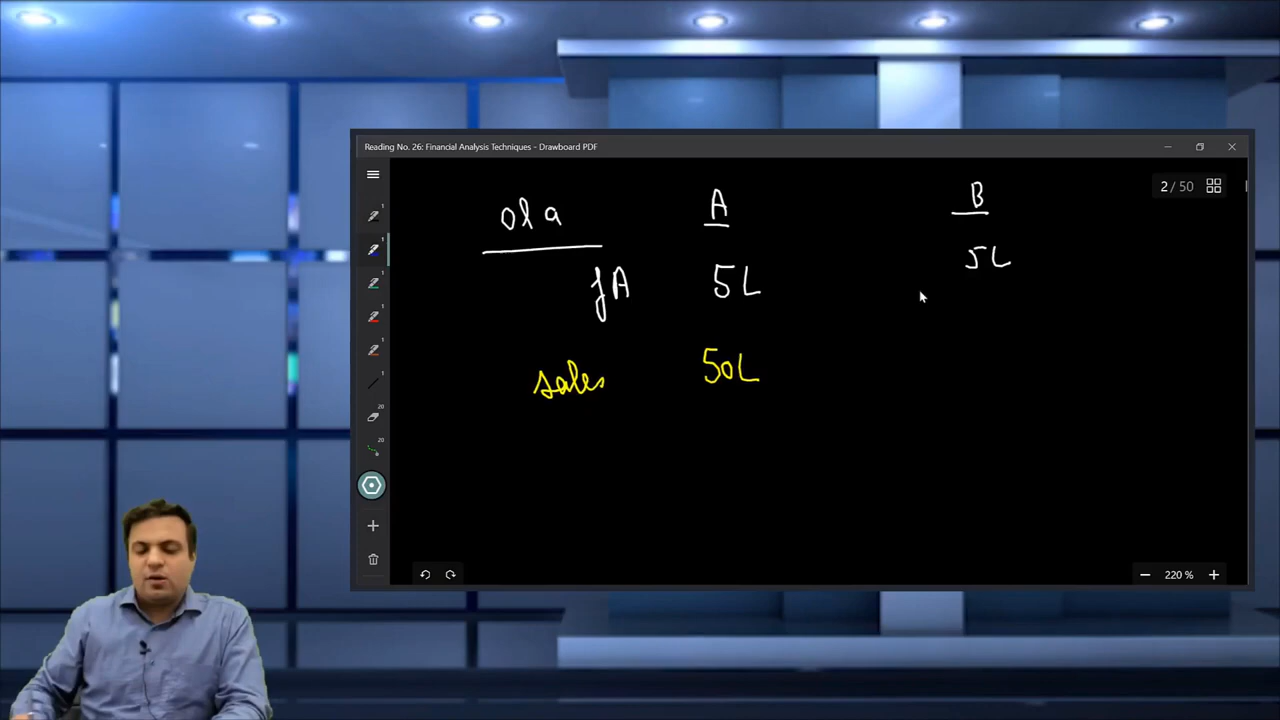 Reading No. 26: Financial Analysis Techniques - Drawboard PDF
2 / 50
ola A B
fA 5L 5L
sales 50L
220 %